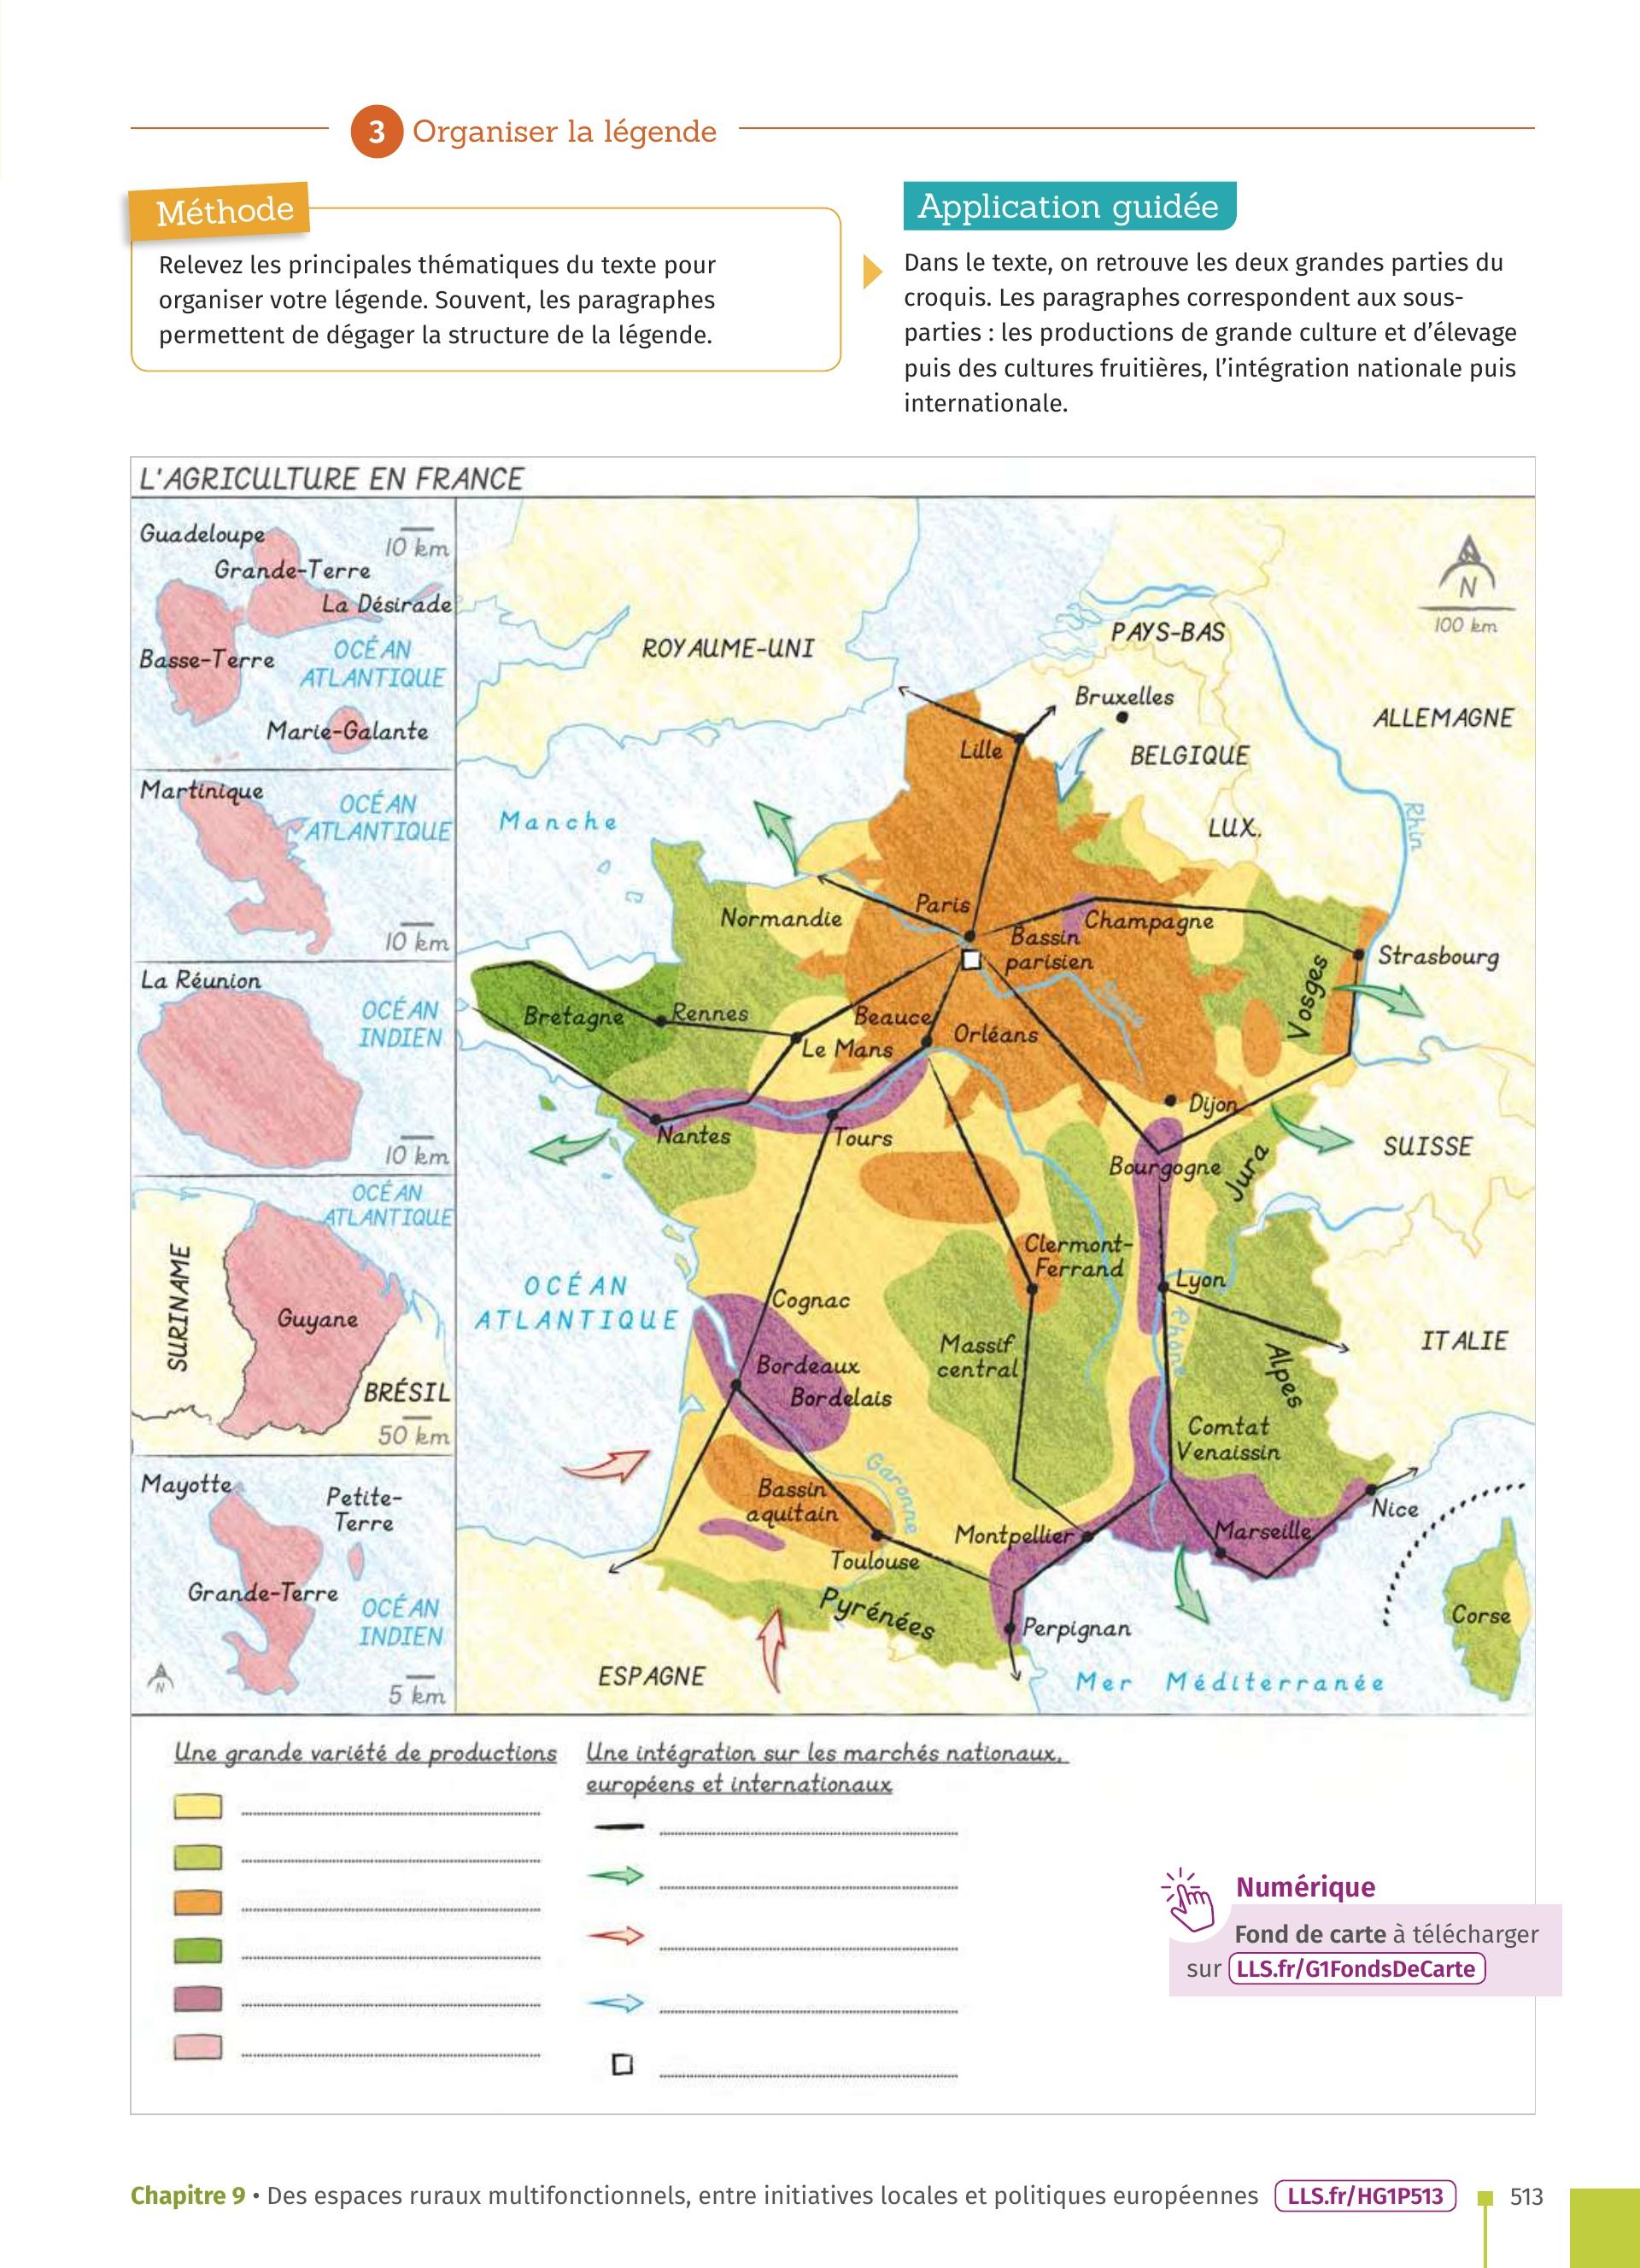 3 Organiser la légende
Méthode
Relevez les principales thématiques du texte pour
organiser votre légende. Souvent, les paragraphes
permettent de dégager la structure de la légende.
Application guidée
Dans le texte, on retrouve les deux grandes parties du
croquis. Les paragraphes correspondent aux sous-
parties : les productions de grande culture et d’élevage
puis des cultures fruitières, l’intégration nationale puis
internationale.
L'AGRICULTURE EN FRANCE
Guadeloupe
10 km
Grande-Terre
La Désirade
Basse-Terre
OCÉAN
ATLANTIQUE
Marie-Galante
Martinique
OCÉAN
ATLANTIQUE
10 km
La Réunion
OCÉAN
INDIEN
10 km
OCÉAN
ATLANTIQUE
SURINAME
Guyane
BRÉSIL
50 km
Mayotte
Petite-
Terre
Grande-Terre
OCÉAN
INDIEN
N
5 km
N
100 km
ROYAUME-UNI
PAYS-BAS
Bruxelles
ALLEMAGNE
Lille
BELGIQUE
Manche
LUX.
Rhin
Normandie
Paris
Champagne
Bassin
parisien
Strasbourg
Vosges
Seine
Bretagne
Rennes
Beauce
Orléans
Le Mans
Dijon
Nantes
Tours
SUISSE
Bourgogne
Jura
Clermont-
Ferrand
Lyon
OCÉAN
ATLANTIQUE
Cognac
Rhône
ITALIE
Massif
central
Alpes
Bordeaux
Bordelais
Comtat
Venaissin
Garonne
Bassin
aquitain
Nice
Montpellier
Marseille
Toulouse
Pyrénées
Perpignan
Corse
ESPAGNE
Mer Méditerranée
Une grande variété de productions
Une intégration sur les marchés nationaux,
européens et internationaux
Numérique
Fond de carte à télécharger
sur LLS.fr/G1FondsDeCarte
Chapitre 9 • Des espaces ruraux multifonctionnels, entre initiatives locales et politiques européennes LLS.fr/HG1P513 513